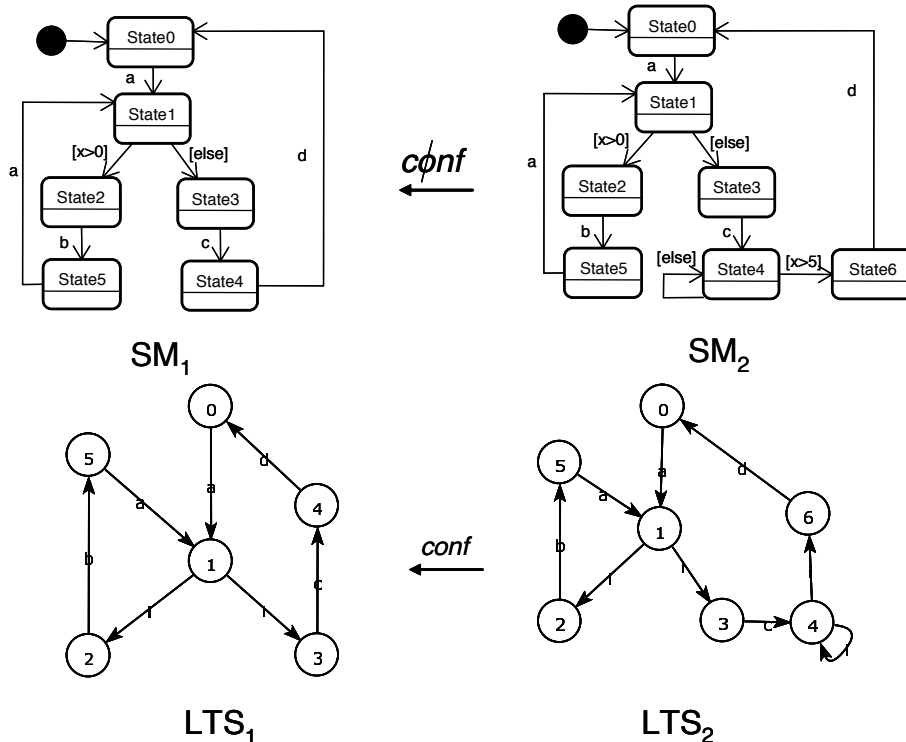 State0
a
State1
[x>0]
[else]
a
d
State2
State3
b
c
State5
State4
SM1
conf
State0
a
State1
[x>0]
[else]
a
d
State2
State3
b
c
[else]
[x>5]
State5
State4
State6
SM2
0
5
d
a
a
4
1
b
c
i
i
2
3
LTS1
conf
0
5
d
a
a
6
1
b
i
i
i
2
3
c
4
i
LTS2